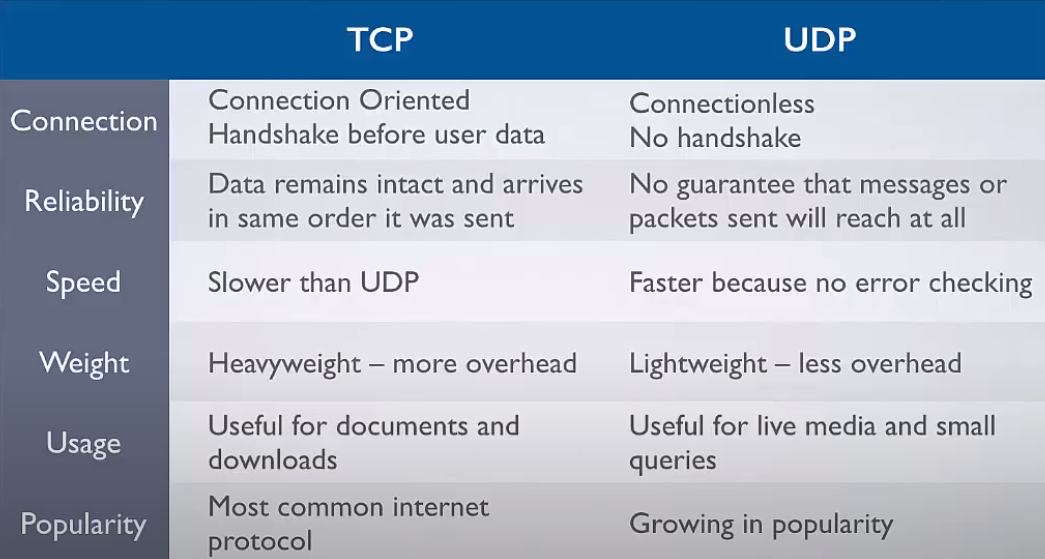 TCP
UDP
Connection
Connection Oriented
Handshake before user data
Connectionless
No handshake
Reliability
Data remains intact and arrives
in same order it was sent
No guarantee that messages or
packets sent will reach at all
Speed
Slower than UDP
Faster because no error checking
Weight
Heavyweight – more overhead
Lightweight – less overhead
Usage
Useful for documents and
downloads
Useful for live media and small
queries
Popularity
Most common internet
protocol
Growing in popularity